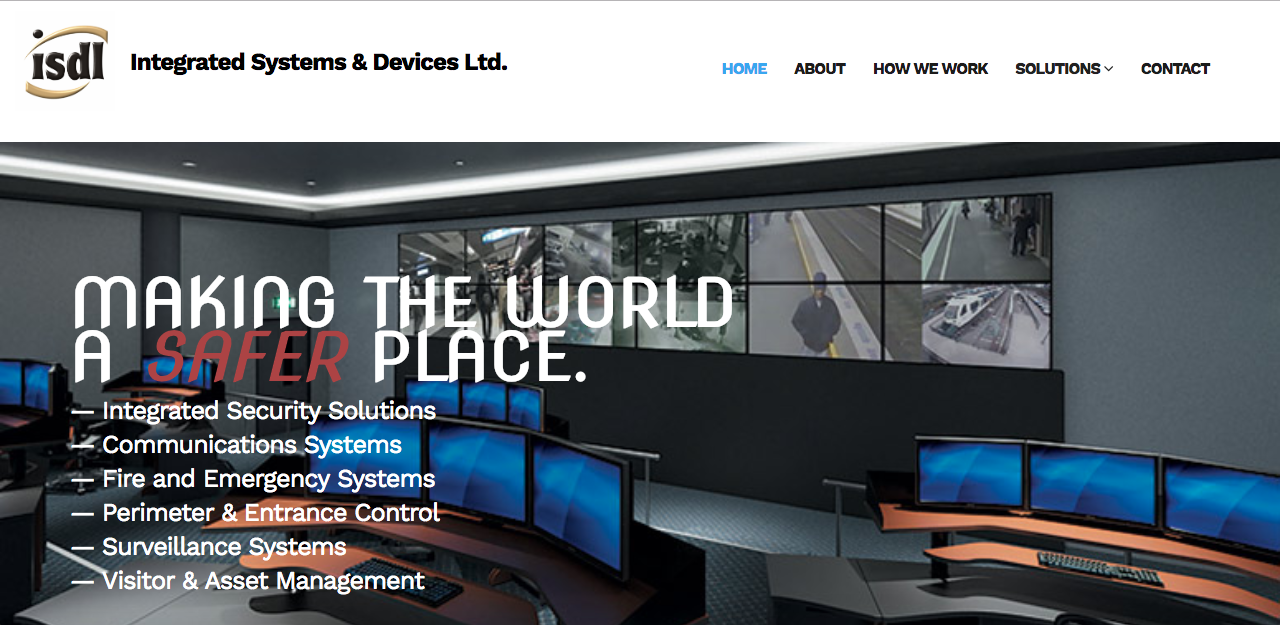 isdl
Integrated Systems & Devices Ltd.
HOME ABOUT HOW WE WORK SOLUTIONS CONTACT
MAKING THE WORLD
A SAFER PLACE.
— Integrated Security Solutions
— Communications Systems
— Fire and Emergency Systems
— Perimeter & Entrance Control
— Surveillance Systems
— Visitor & Asset Management